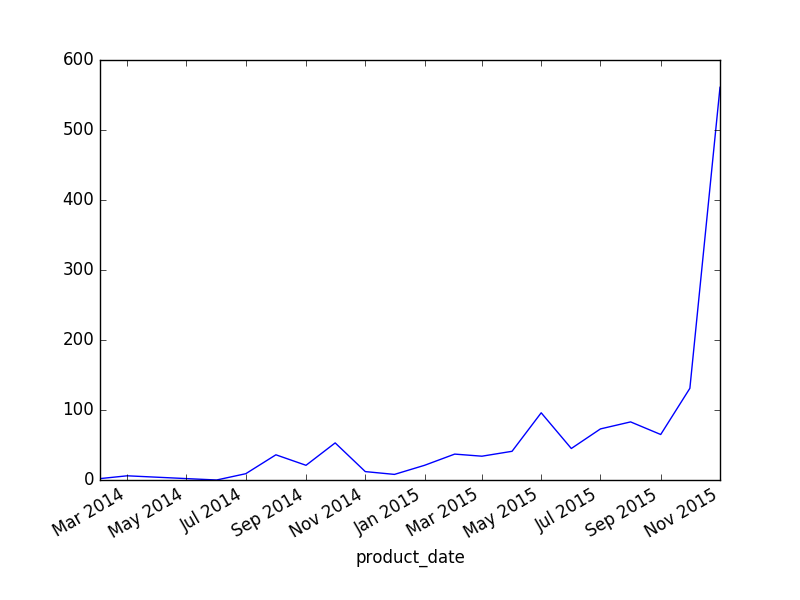 600
500
400
300
200
100
0
Mar 2014
May 2014
Jul 2014
Sep 2014
Nov 2014
Jan 2015
Mar 2015
May 2015
Jul 2015
Sep 2015
Nov 2015
product_date